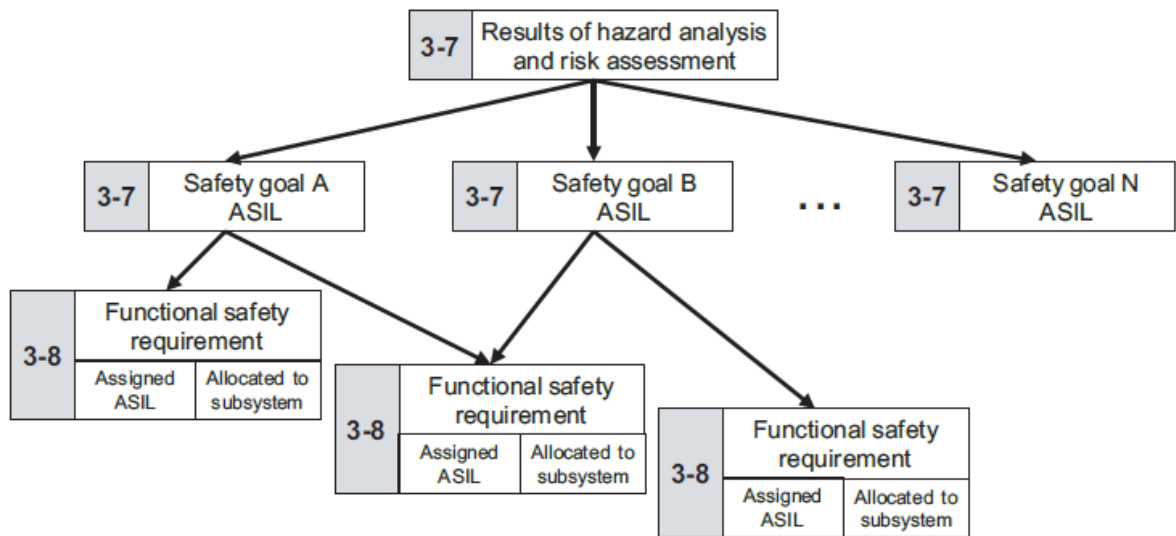 3-7
Results of hazard analysis
and risk assessment
3-7
Safety goal A
ASIL
3-7
Safety goal B
ASIL
...
3-7
Safety goal N
ASIL
3-8
Functional safety
requirement
Assigned
ASIL
Allocated to
subsystem
3-8
Functional safety
requirement
Assigned
ASIL
Allocated to
subsystem
3-8
Functional safety
requirement
Assigned
ASIL
Allocated to
subsystem